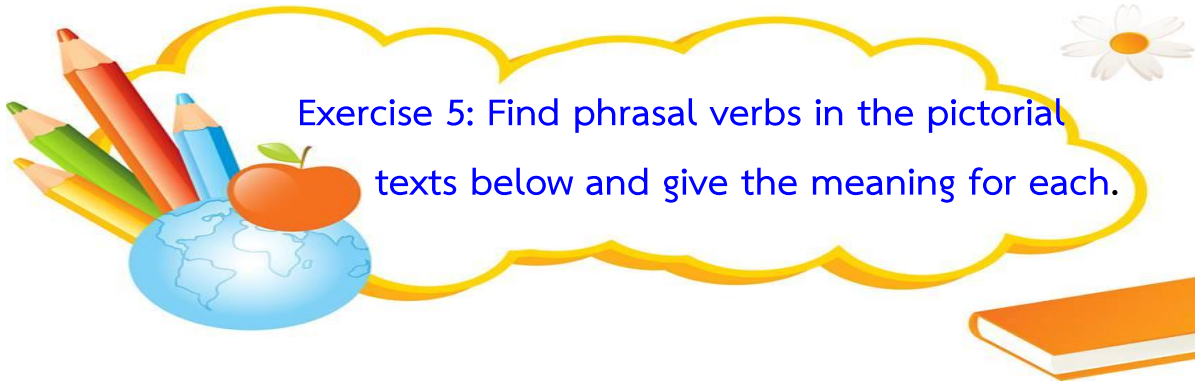 Exercise 5: Find phrasal verbs in the pictorial
texts below and give the meaning for each.